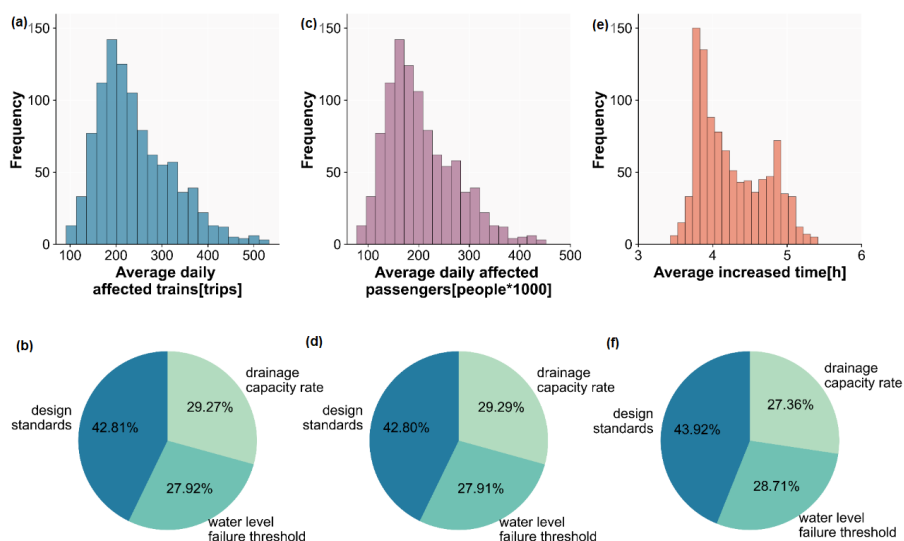 (a)
150
100
50
0
Frequency
100 200 300 400 500
Average daily
affected trains[trips]
(c)
150
100
50
0
Frequency
100 200 300 400 500
Average daily affected
passengers[people*1000]
(e)
150
100
50
0
Frequency
3 4 5 6
Average increased time[h]
(b)
design
standards
42.81%
drainage
capacity rate
29.27%
27.92%
water level
failure threshold
(d)
design
standards
42.80%
drainage
capacity rate
29.29%
27.91%
water level
failure threshold
(f)
design
standards
43.92%
drainage
capacity rate
27.36%
28.71%
water level
failure threshold